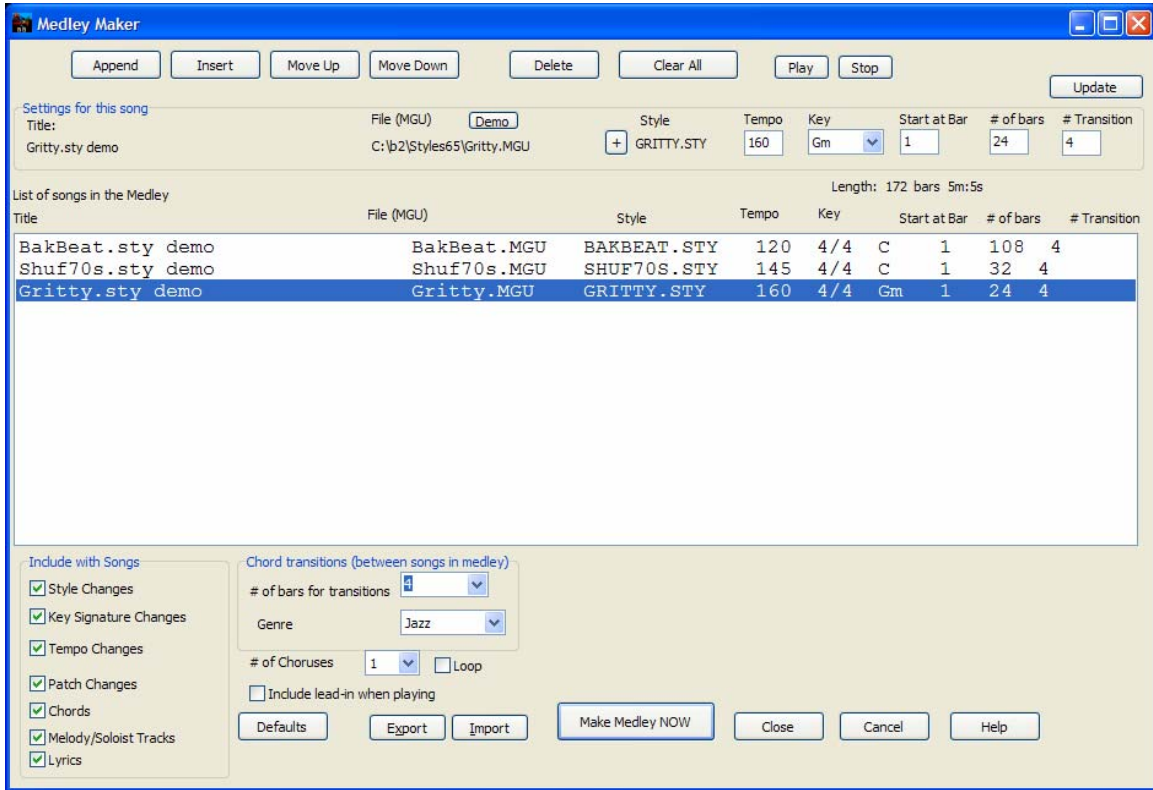 Medley Maker
Append Insert Move Up Move Down Delete Clear All Play Stop
Update
Settings for this song
Title: File (MGU) Demo Style Tempo Key Start at Bar # of bars # Transition
Gritty.sty demo C:\b2\Styles65\Gritty.MGU + GRITTY.STY 160 Gm 1 24 4
Length: 172 bars 5m:5s
List of songs in the Medley
Title File (MGU) Style Tempo Key Start at Bar # of bars # Transition
BakBeat.sty demo BakBeat.MGU BAKBEAT.STY 120 4/4 C 1 108 4
Shuf70s.sty demo Shuf70s.MGU SHUF70S.STY 145 4/4 C 1 32 4
Gritty.sty demo Gritty.MGU GRITTY.STY 160 4/4 Gm 1 24 4
Include with Songs
Style Changes
Key Signature Changes
Tempo Changes
Patch Changes
Chords
Melody/Soloist Tracks
Lyrics
Chord transitions (between songs in medley)
# of bars for transitions 4
Genre Jazz
# of Choruses 1 Loop
Include lead-in when playing
Defaults Export Import Make Medley NOW Close Cancel Help